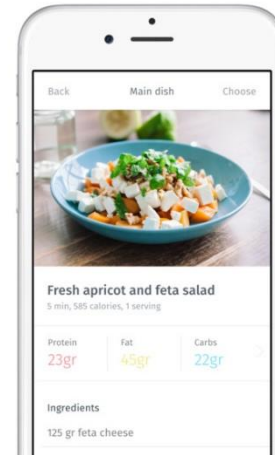 Back Main dish Choose
Fresh apricot and feta salad
5 min, 585 calories, 1 serving
Protein Fat Carbs
23gr 45gr 22gr
Ingredients
125 gr feta cheese